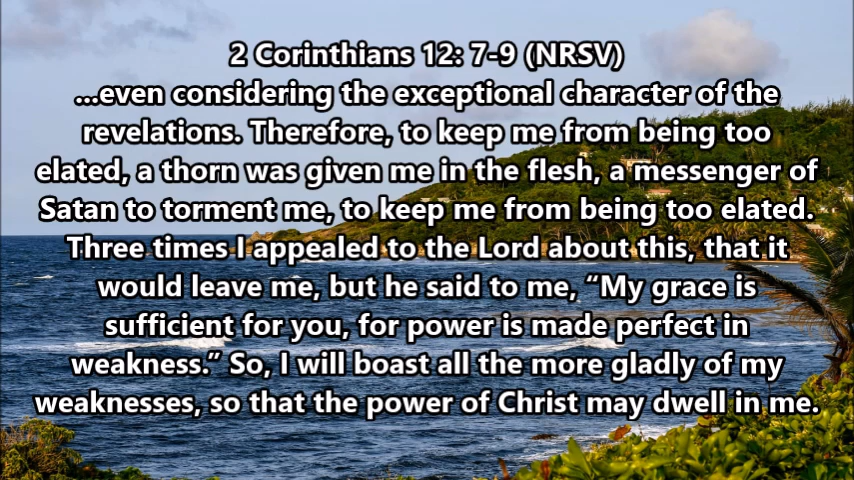 2 Corinthians 12: 7-9 (NRSV)
...even considering the exceptional character of the
revelations. Therefore, to keep me from being too
elated, a thorn was given me in the flesh, a messenger of
Satan to torment me, to keep me from being too elated.
Three times I appealed to the Lord about this, that it
would leave me, but he said to me, “My grace is
sufficient for you, for power is made perfect in
weakness.” So, I will boast all the more gladly of my
weaknesses, so that the power of Christ may dwell in me.